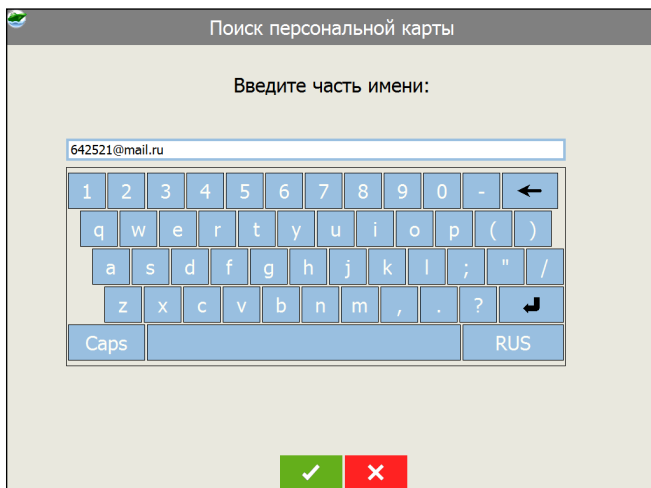 Поиск персональной карты
Введите часть имени:
642521@mail.ru
1 2 3 4 5 6 7 8 9 0 -
q w e r t y u i o p ( )
a s d f g h j k l ; " /
z x c v b n m , . ?
Caps RUS